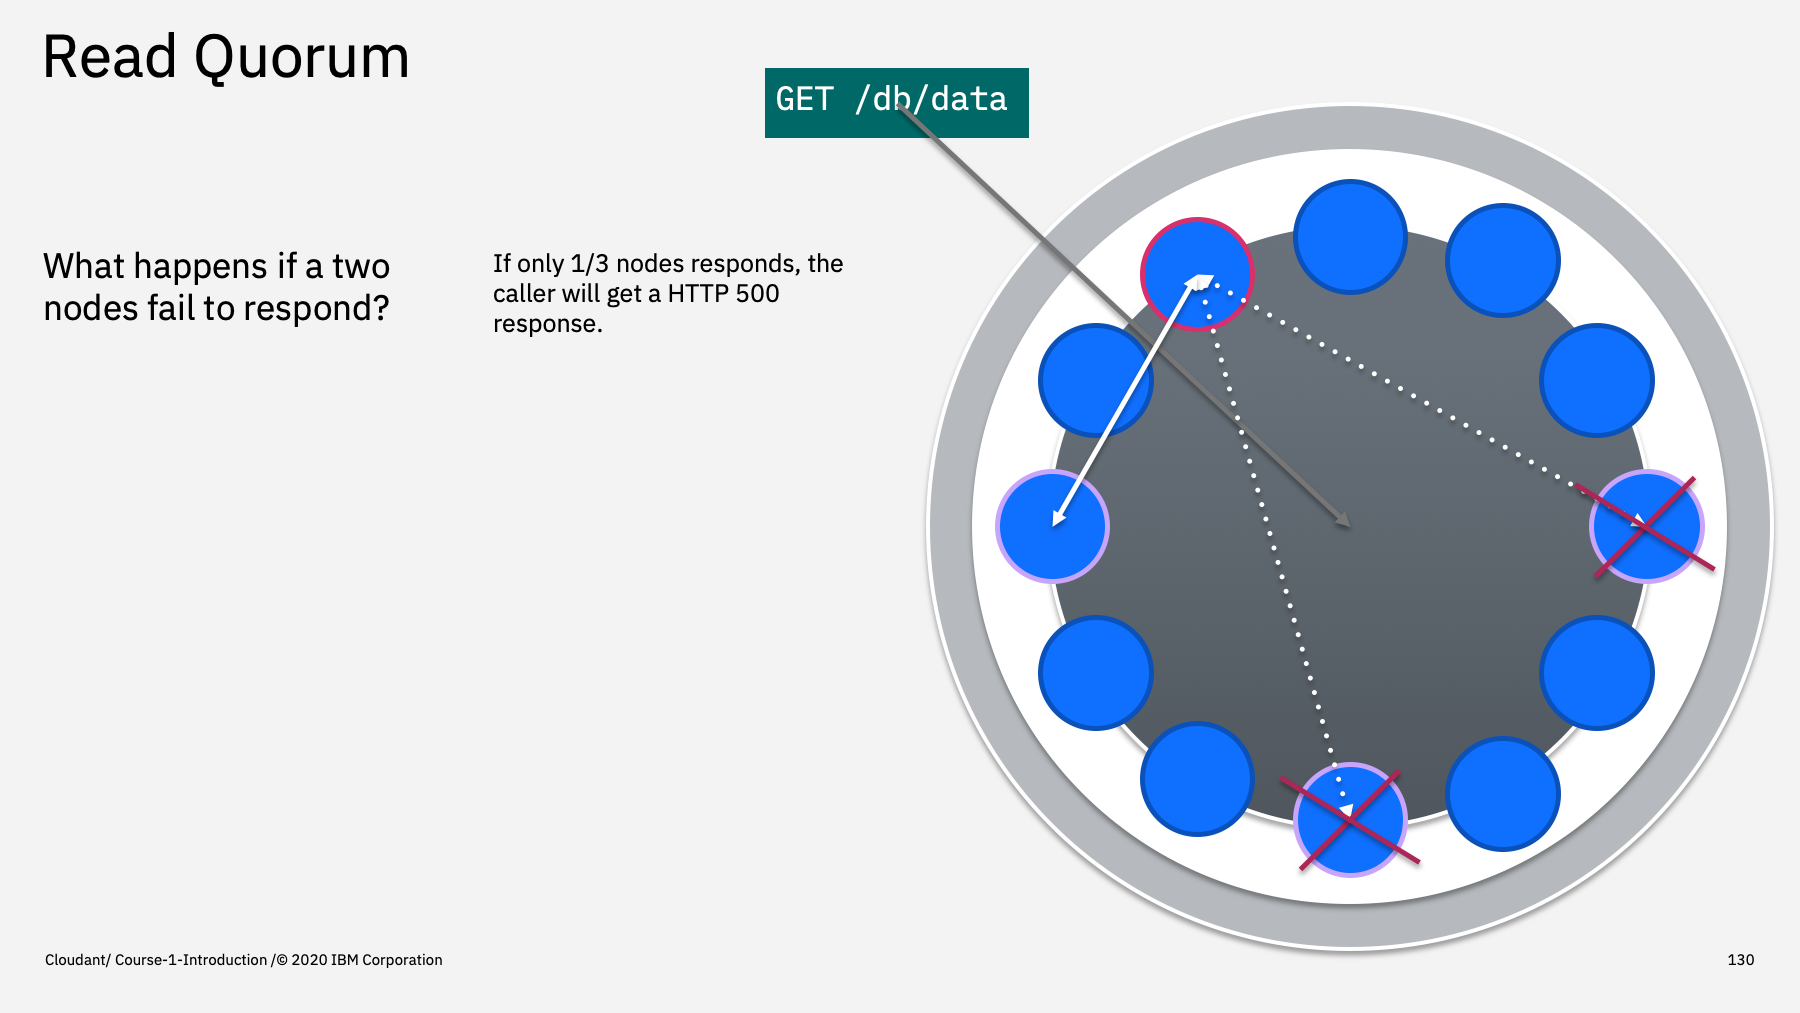 Read Quorum
GET /db/data
What happens if a two
nodes fail to respond?
If only 1/3 nodes responds, the
caller will get a HTTP 500
response.
Cloudant/ Course-1-Introduction /© 2020 IBM Corporation
130